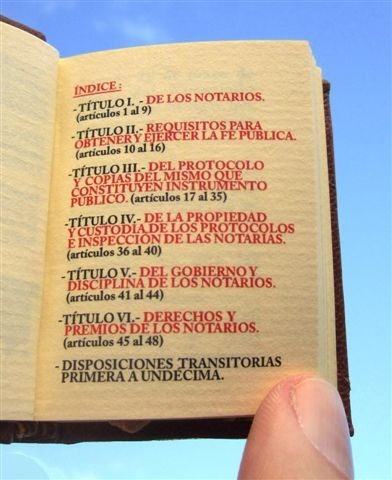 ÍNDICE:
- TÍTULO I. - DE LOS NOTARIOS.
(artículos 1 al 9)
- TÍTULO II.- REQUISITOS PARA
OBTENER Y EJERCER LA FE PÚBLICA.
(artículos 10 al 16)
-TÍTULO III.- DEL PROTOCOLO
Y COPIAS DEL MISMO QUE
CONSTITUYEN INSTRUMENTO
PÚBLICO. (artículos 17 al 35)
-TÍTULO IV.- DE LA PROPIEDAD
Y CUSTODIA DE LOS PROTOCOLOS
E INSPECCIÓN DE LAS NOTARÍAS.
(artículos 36 al 40)
-TÍTULO V.- DEL GOBIERNO Y
DISCIPLINA DE LOS NOTARIOS.
(artículos 41 al 44)
-TÍTULO VI.- DERECHOS Y
PREMIOS DE LOS NOTARIOS.
(artículos 45 al 48)
- DISPOSICIONES TRANSITORIAS
PRIMERA A UNDÉCIMA.